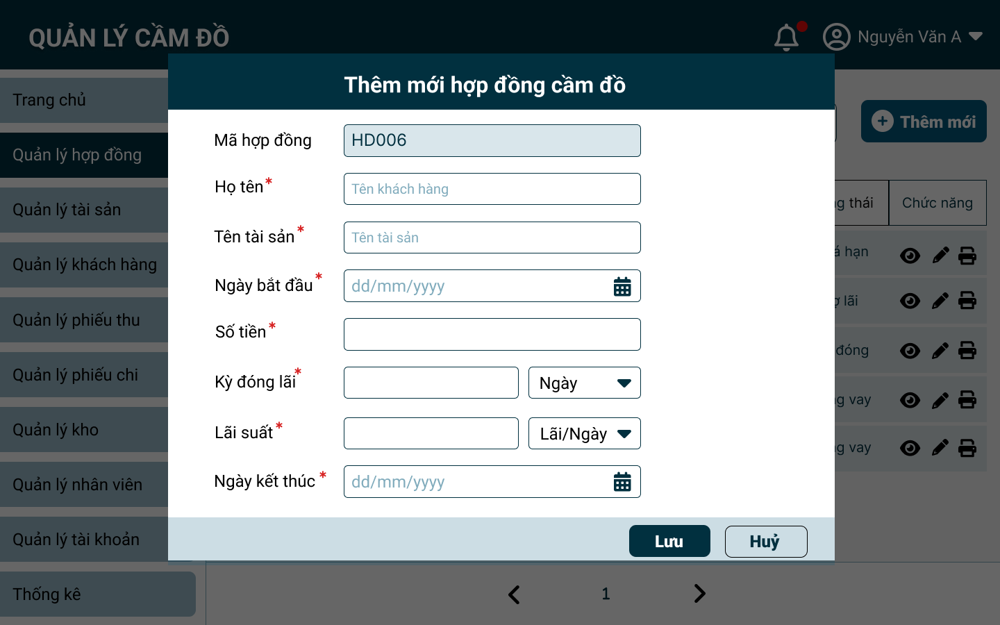 QUẢN LÝ CẦM ĐỒ
Nguyễn Văn A
Thêm mới hợp đồng cầm đồ
Trang chủ
Quản lý hợp đồng
Quản lý tài sản
Quản lý khách hàng
Quản lý phiếu thu
Quản lý phiếu chi
Quản lý kho
Quản lý nhân viên
Quản lý tài khoản
Thống kê
Mã hợp đồng
HD006
Họ tên*
Tên khách hàng
Tên tài sản*
Tên tài sản
Ngày bắt đầu*
dd/mm/yyyy
Số tiền*
Kỳ đóng lãi*
Ngày
Lãi suất*
Lãi/Ngày
Ngày kết thúc*
dd/mm/yyyy
Lưu
Huỷ
Thêm mới
thái
Chức năng
hạn
lãi
đóng
vay
vay
1